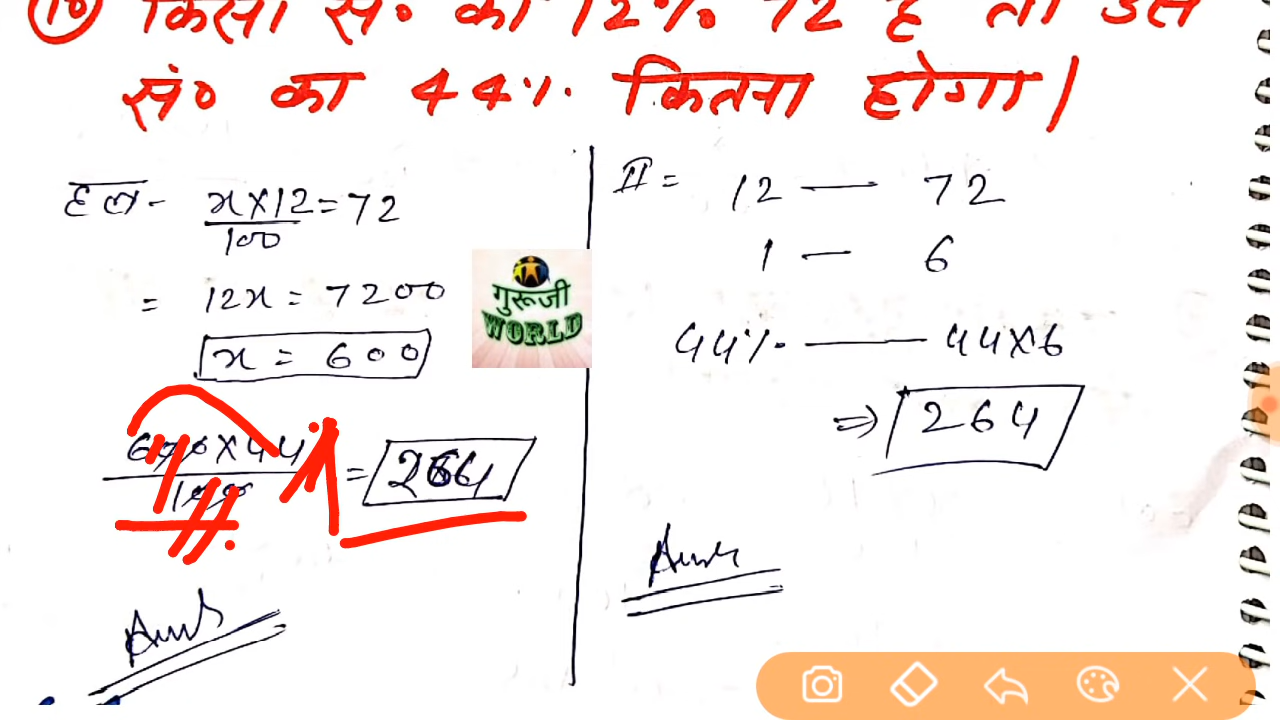 10 किसी सं० का 12% 72 है तो उस
सं० का 44% कितना होगा।
हल - x×12/100 = 72
= 12x = 7200
x = 600
600×44/100 = 264
Ans
गुरूजी
WORLD
II = 12 — 72
1 — 6
44% — 44×6
⇒ 264
Ans